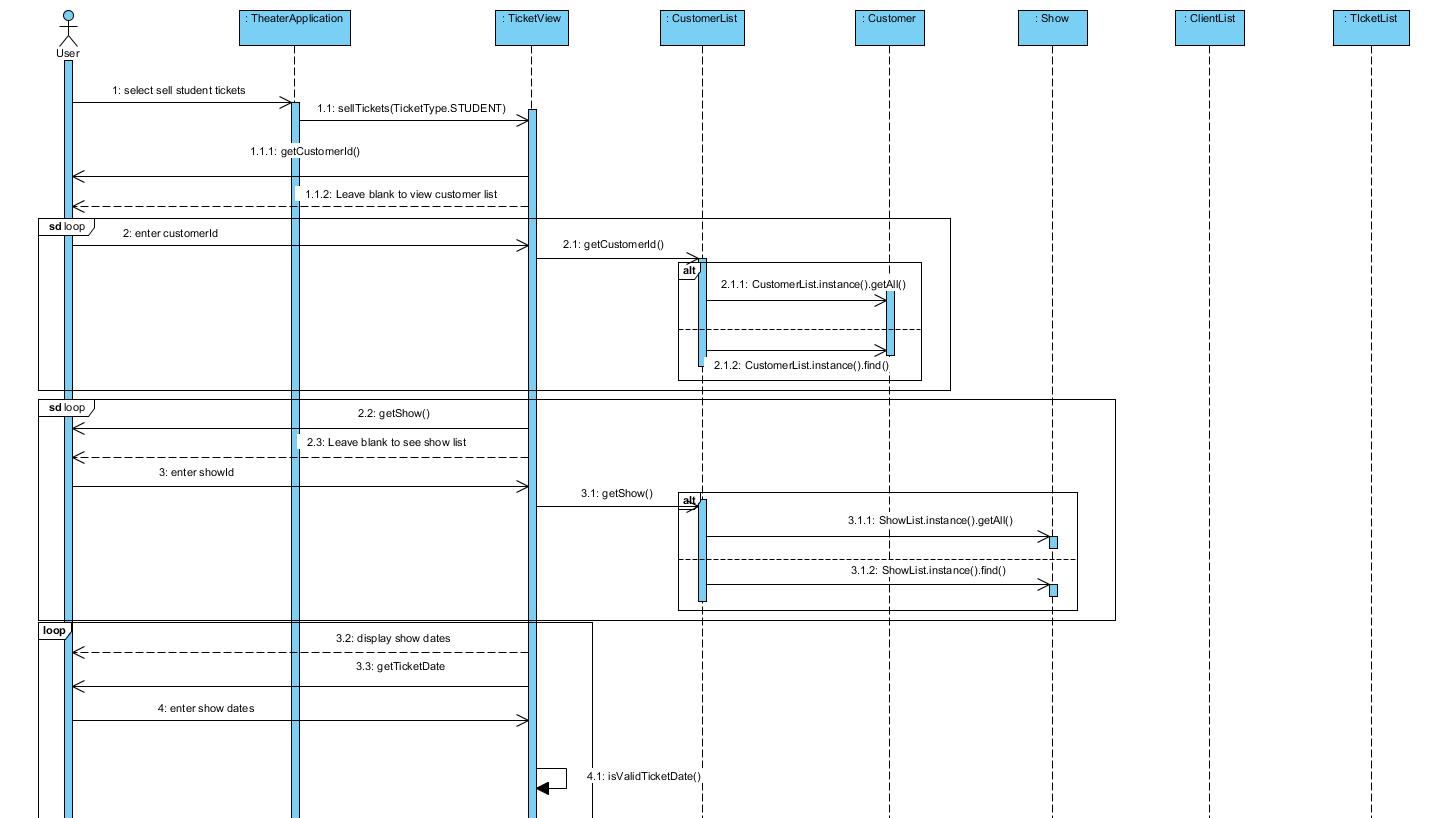 : TheaterApplication
: TicketView
: CustomerList
: Customer
: Show
: ClientList
: TIcketList
User
1: select sell student tickets
1.1: sellTickets(TicketType.STUDENT)
1.1.1: getCustomerId()
1.1.2: Leave blank to view customer list
sd loop
2: enter customerId
2.1: getCustomerId()
alt
2.1.1: CustomerList.instance().getAll()
2.1.2: CustomerList.instance().find()
sd loop
2.2: getShow()
2.3: Leave blank to see show list
3: enter showId
3.1: getShow()
alt
3.1.1: ShowList.instance().getAll()
3.1.2: ShowList.instance().find()
loop
3.2: display show dates
3.3: getTicketDate
4: enter show dates
4.1: isValidTicketDate()